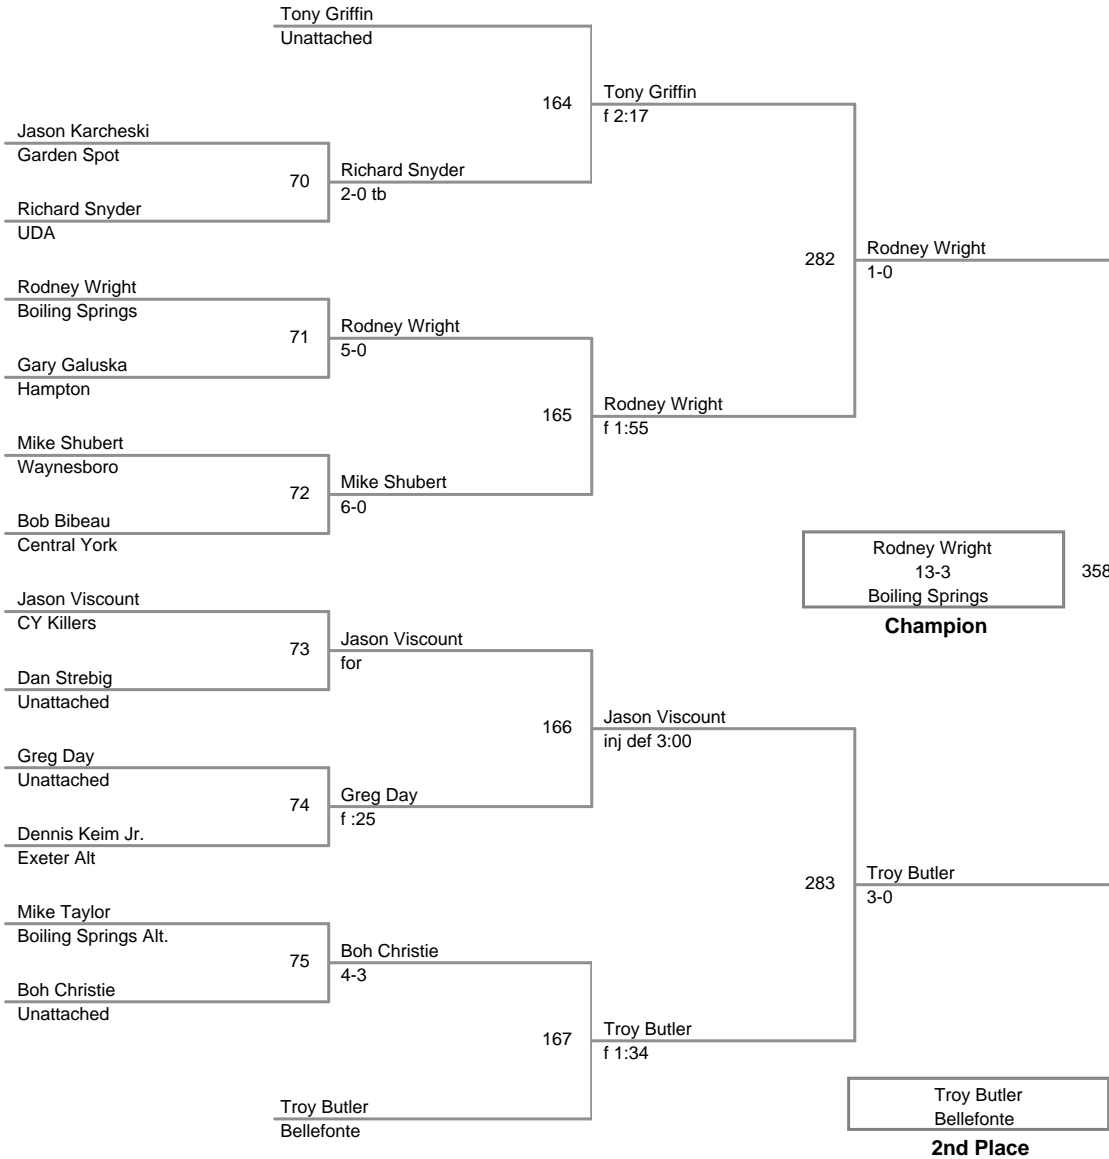 Tony Griffin
Unattached
164
Tony Griffin
f 2:17
Jason Karcheski
Garden Spot
70
Richard Snyder
2-0 tb
Richard Snyder
UDA
282
Rodney Wright
1-0
Rodney Wright
Boiling Springs
71
Rodney Wright
5-0
Gary Galuska
Hampton
165
Rodney Wright
f 1:55
Mike Shubert
Waynesboro
72
Mike Shubert
6-0
Bob Bibeau
Central York
Rodney Wright
13-3
Boiling Springs
358
Champion
Jason Viscount
CY Killers
73
Jason Viscount
for
Dan Strebig
Unattached
166
Jason Viscount
inj def 3:00
Greg Day
Unattached
74
Greg Day
f :25
Dennis Keim Jr.
Exeter Alt
283
Troy Butler
3-0
Mike Taylor
Boiling Springs Alt.
75
Boh Christie
4-3
Boh Christie
Unattached
167
Troy Butler
f 1:34
Troy Butler
Bellefonte
Troy Butler
Bellefonte
2nd Place